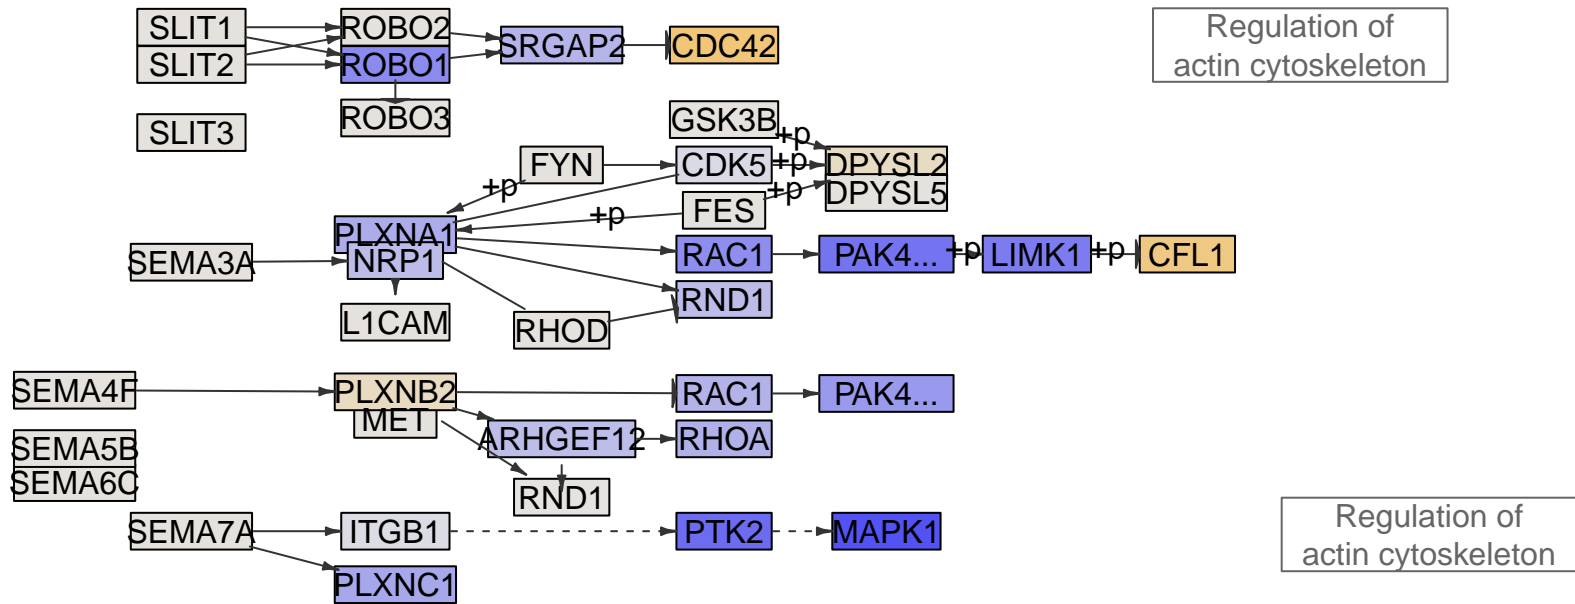 SLIT1
ROBO2
SRGAP2
CDC42
Regulation of
actin cytoskeleton
SLIT2
ROBO1
SLIT3
ROBO3
GSK3B
+p
FYN
CDK5
+p
DPYSL2
+p
FES
+p
DPYSL5
+p
PLXNA1
SEMA3A
NRP1
RAC1
PAK4...
+p
LIMK1
+p
CFL1
RND1
L1CAM
RHOD
SEMA4F
PLXNB2
RAC1
PAK4...
MET
ARHGEF12
RHOA
SEMA5B
SEMA6C
RND1
SEMA7A
ITGB1
PTK2
MAPK1
Regulation of
actin cytoskeleton
PLXNC1